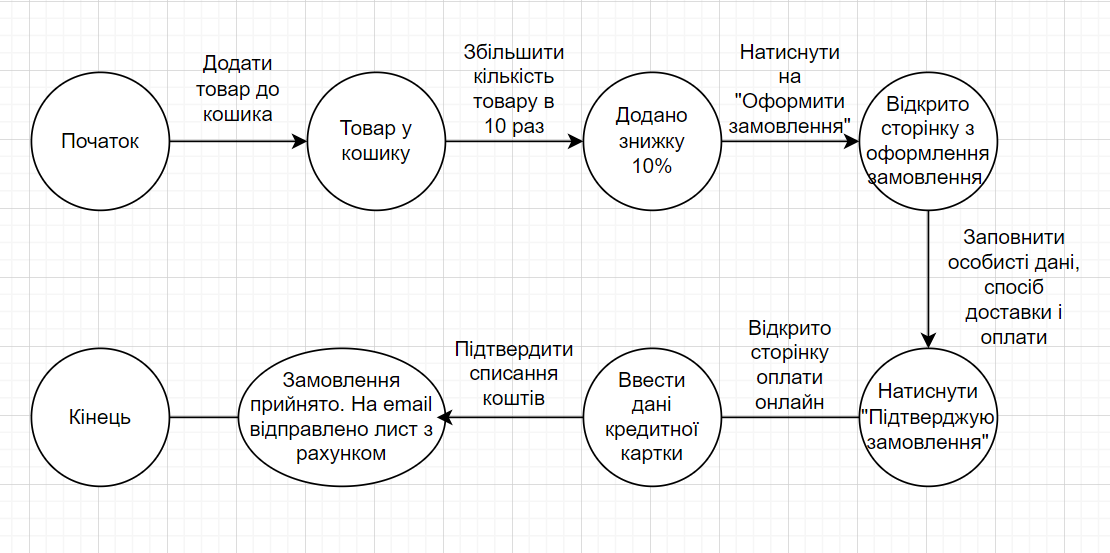 Початок
Додати
товар до
кошика
Товар у
кошику
Збільшити
кількість
товару в
10 раз
Додано
знижку
10%
Натиснути
на
"Оформити
замовлення"
Відкрито
сторінку з
оформлення
замовлення
Заповнити
особисті дані,
спосіб
доставки і
оплати
Натиснути
"Підтверджую
замовлення"
Відкрито
сторінку
оплати
онлайн
Ввести
дані
кредитної
картки
Підтвердити
списання
коштів
Замовлення
прийнято. На email
відправлено лист з
рахунком
Кінець